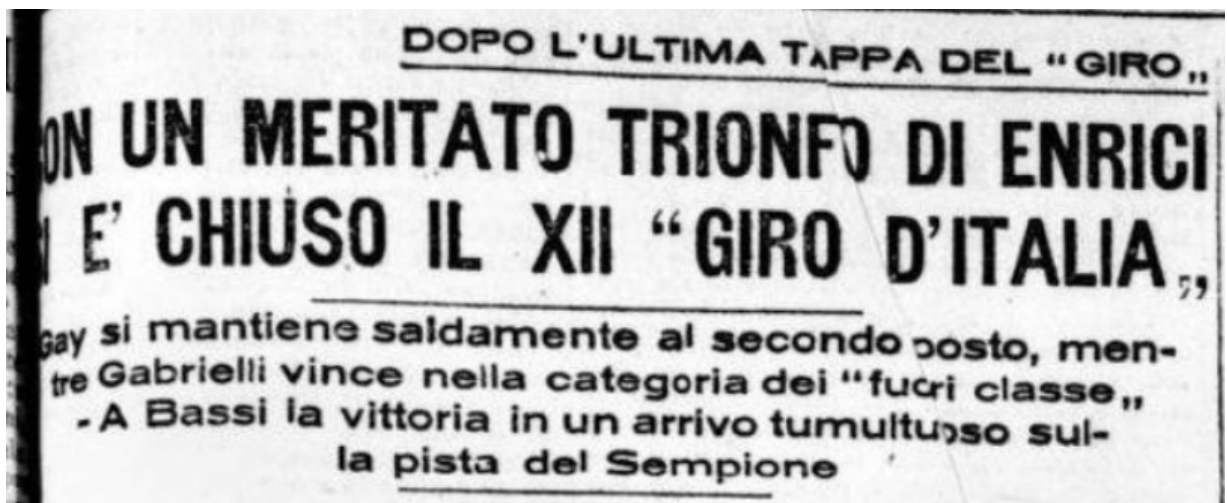 DOPO L'ULTIMA TAPPA DEL "GIRO„
ON UN MERITATO TRIONFO DI ENRICI
I E' CHIUSO IL XII "GIRO D'ITALIA„
Gay si mantiene saldamente al secondo posto, men-
tre Gabrielli vince nella categoria dei "fuori classe„
- A Bassi la vittoria in un arrivo tumultuoso sul-
la pista del Sempione